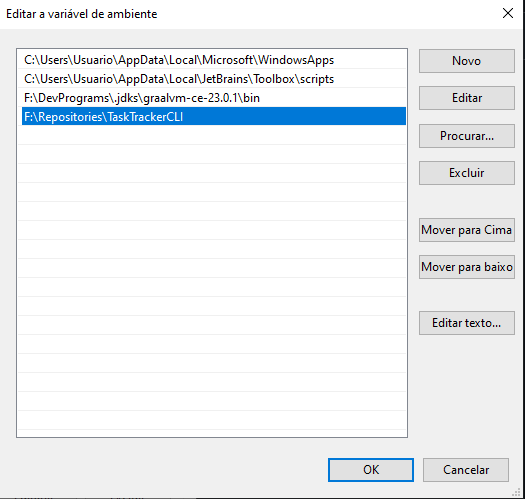 Editar a variável de ambiente
C:\Users\Usuario\AppData\Local\Microsoft\WindowsApps
C:\Users\Usuario\AppData\Local\JetBrains\Toolbox\scripts
F:\DevPrograms\.jdks\graalvm-ce-23.0.1\bin
F:\Repositories\TaskTrackerCLI
Novo
Editar
Procurar...
Excluir
Mover para Cima
Mover para baixo
Editar texto...
OK
Cancelar